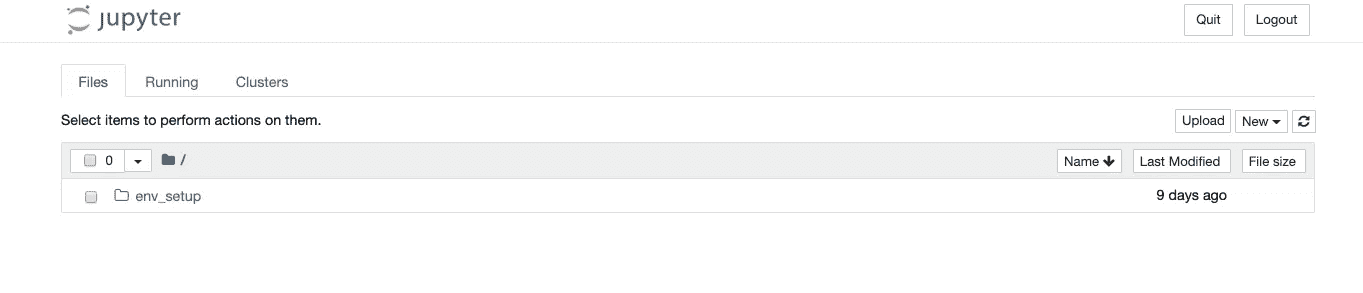 jupyter
Quit Logout
Files Running Clusters
Select items to perform actions on them.
Upload New
0 / Name Last Modified File size
env_setup 9 days ago